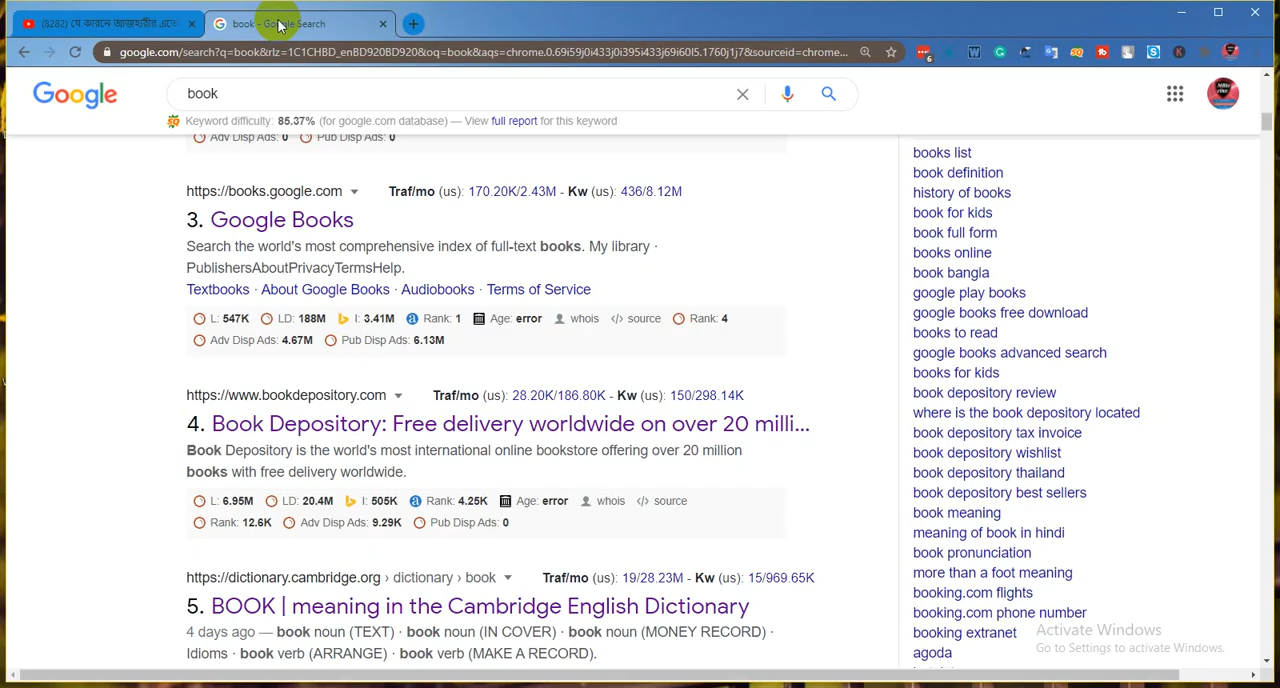 (8282) যে কারনে আজহারীর এতো
book - Google Search
google.com/search?q=book&rlz=1C1CHBD_enBD920BD920&oq=book&aqs=chrome.0.69i59j0i433j0i395i433j69i60l5.1760j1j7&sourceid=chrome...
6
Google
book
Keyword difficulty: 85.37% (for google.com database) — View full report for this keyword
Adv Disp Ads: 0 Pub Disp Ads: 0
https://books.google.com Traf/mo (us): 170.20K/2.43M - Kw (us): 436/8.12M
3. Google Books
Search the world's most comprehensive index of full-text books. My library ·
PublishersAboutPrivacyTermsHelp.
Textbooks · About Google Books · Audiobooks · Terms of Service
L: 547K LD: 188M I: 3.41M Rank: 1 Age: error whois </> source Rank: 4
Adv Disp Ads: 4.67M Pub Disp Ads: 6.13M
https://www.bookdepository.com Traf/mo (us): 28.20K/186.80K - Kw (us): 150/298.14K
4. Book Depository: Free delivery worldwide on over 20 milli...
Book Depository is the world's most international online bookstore offering over 20 million
books with free delivery worldwide.
L: 6.95M LD: 20.4M I: 505K Rank: 4.25K Age: error whois </> source
Rank: 12.6K Adv Disp Ads: 9.29K Pub Disp Ads: 0
https://dictionary.cambridge.org › dictionary › book Traf/mo (us): 19/28.23M - Kw (us): 15/969.65K
5. BOOK | meaning in the Cambridge English Dictionary
4 days ago — book noun (TEXT) · book noun (IN COVER) · book noun (MONEY RECORD) ·
Idioms · book verb (ARRANGE) · book verb (MAKE A RECORD).
books list
book definition
history of books
book for kids
book full form
books online
book bangla
google play books
google books free download
books to read
google books advanced search
books for kids
book depository review
where is the book depository located
book depository tax invoice
book depository wishlist
book depository thailand
book depository best sellers
book meaning
meaning of book in hindi
book pronunciation
more than a foot meaning
booking.com flights
booking.com phone number
booking extranet
agoda
Activate Windows
Go to Settings to activate Windows.